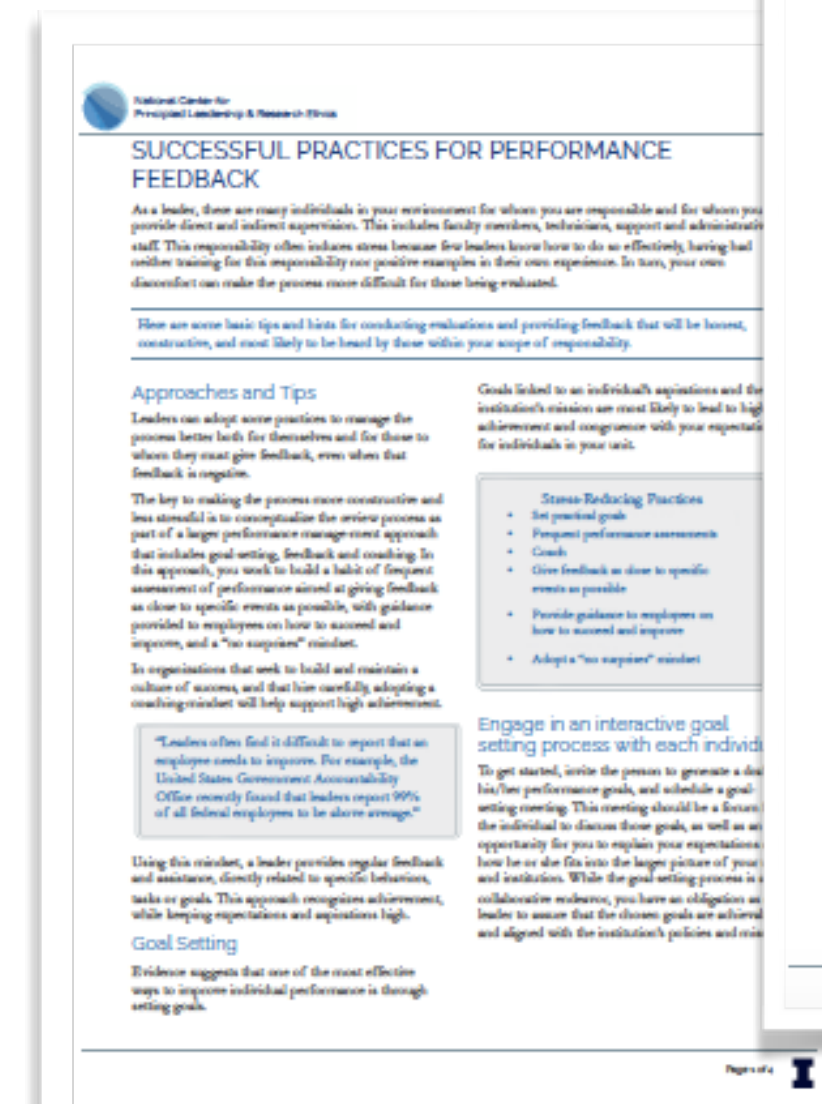 National Center for
Principled Leadership & Research Ethics
SUCCESSFUL PRACTICES FOR PERFORMANCE
FEEDBACK
As a leader, there are many individuals in your environment for whom you are responsible and for whom you
provide direct and indirect supervision. This includes faculty members, technicians, support and administrativ
staff. This responsibility often induces stress because few leaders know how to do so effectively, having had
neither training for this responsibility nor positive examples in their own experience. In turn, your own
discomfort can make the process more difficult for those being evaluated.
Here are some basic tips and hints for conducting evaluations and providing feedback that will be honest,
constructive, and most likely to be heard by those within your scope of responsibility.
Approaches and Tips
Leaders can adopt some practices to manage the
process better both for themselves and for those to
whom they must give feedback, even when that
feedback is negative.
The key to making the process more constructive and
less stressful is to conceptualize the review process as
part of a larger performance manage-ment approach
that includes goal-setting, feedback and coaching. In
this approach, you work to build a habit of frequent
assessment of performance aimed at giving feedback
as close to specific events as possible, with guidance
provided to employees on how to succeed and
improve, and a "no surprises" mindset.
In organizations that seek to build and maintain a
culture of success, and that hire carefully, adopting a
coaching-mindset will help support high achievement.
"Leaders often find it difficult to report that an
employee needs to improve. For example, the
United States Government Accountability
Office recently found that leaders report 99%
of all federal employees to be above average."
Using this mindset, a leader provides regular feedback
and assistance, directly related to specific behaviors,
tasks or goals. This approach recognizes achievement,
while keeping expectations and aspirations high.
Goal Setting
Evidence suggests that one of the most effective
ways to improve individual performance is through
setting goals.
Goals linked to an individual's aspirations and the
institution's mission are most likely to lead to hig
achievement and congruence with your expectati
for individuals in your unit.
Stress-Reducing Practices
• Set practical goals
• Frequent performance assessments
• Coach
• Give feedback as close to specific
events as possible
• Provide guidance to employees on
how to succeed and improve
• Adopt a "no surprises" mindset
Engage in an interactive goal
setting process with each individu
To get started, invite the person to generate a dra
his/her performance goals, and schedule a goal-
setting meeting. This meeting should be a forum
the individual to discuss those goals, as well as an
opportunity for you to explain your expectations
how he or she fits into the larger picture of your
and institution. While the goal-setting process is a
collaborative endeavor, you have an obligation as
leader to assure that the chosen goals are achieval
and aligned with the institution's policies and miss
Page 1 of 4
I